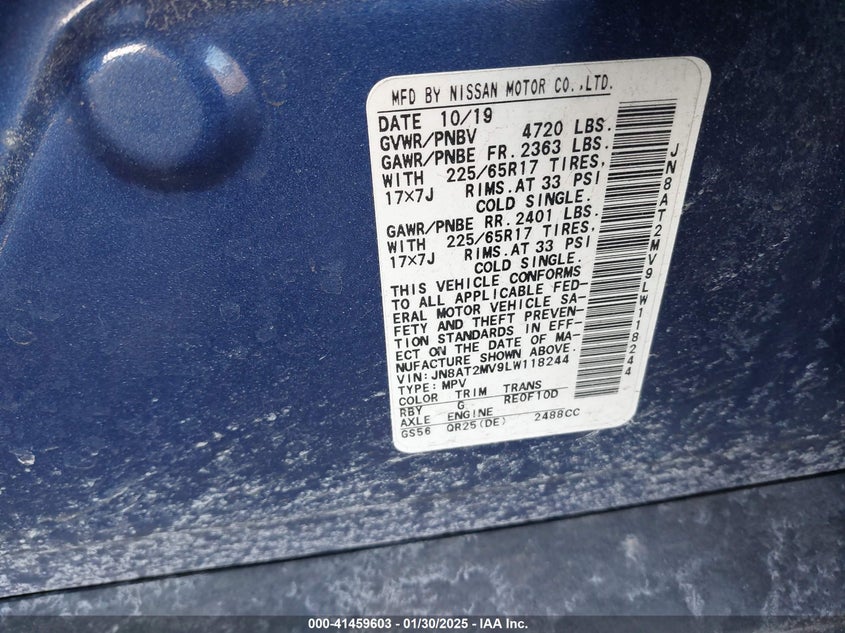 MFD BY NISSAN MOTOR CO.,LTD.
DATE 10/19
GVWR/PNBV 4720 LBS.
GAWR/PNBE FR. 2363 LBS.
WITH 225/65R17 TIRES,
17×7J RIMS.AT 33 PSI
COLD SINGLE.
GAWR/PNBE RR. 2401 LBS.
WITH 225/65R17 TIRES,
17×7J RIMS.AT 33 PSI
COLD SINGLE.
THIS VEHICLE CONFORMS
TO ALL APPLICABLE FED-
ERAL MOTOR VEHICLE SA-
FETY AND THEFT PREVEN-
TION STANDARDS IN EFF-
ECT ON THE DATE OF MA-
NUFACTURE SHOWN ABOVE.
VIN: JN8AT2MV9LW118244
TYPE: MPV
COLOR TRIM TRANS
RBY G RE0F10D
AXLE ENGINE
GS56 QR25(DE) 2488CC
JN8AT2MV9LW118244
000-41459603 - 01/30/2025 - IAA Inc.